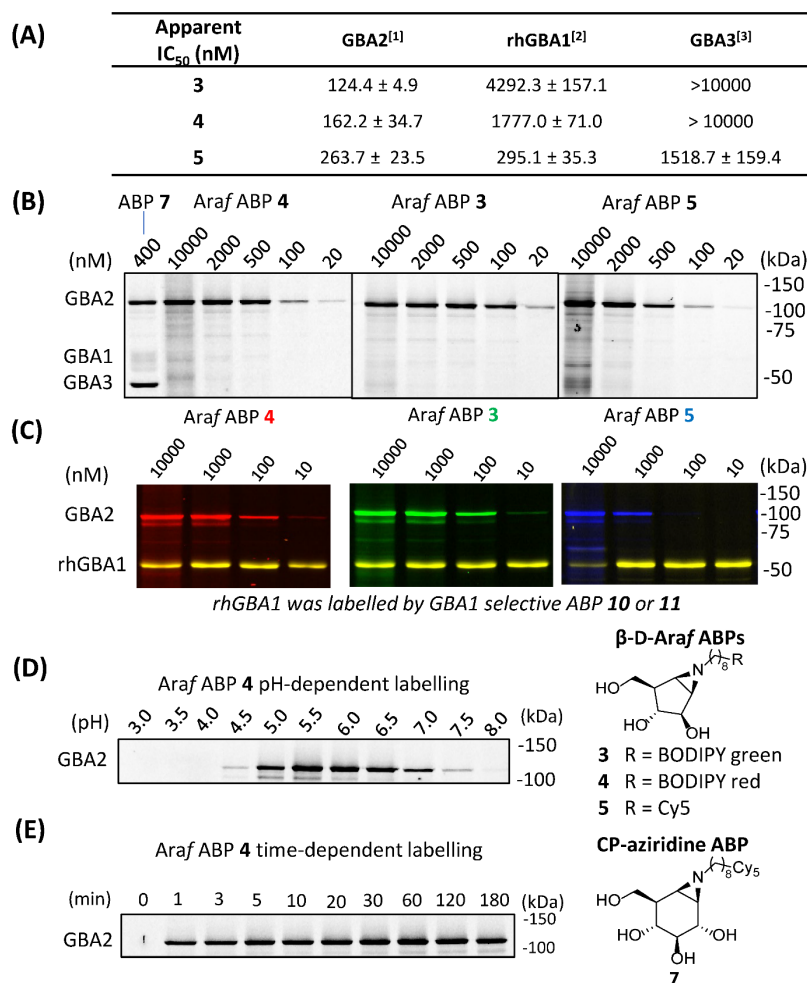 (A)
Apparent IC50 (nM) GBA2[1] rhGBA1[2] GBA3[3]
3 124.4 ± 4.9 4292.3 ± 157.1 >10000
4 162.2 ± 34.7 1777.0 ± 71.0 > 10000
5 263.7 ± 23.5 295.1 ± 35.3 1518.7 ± 159.4
(B)
ABP 7 Araf ABP 4 Araf ABP 3 Araf ABP 5
(nM) 400 10000 2000 500 100 20 10000 2000 500 100 20 10000 2000 500 100 20 (kDa)
-150
GBA2
-100
-75
GBA1
GBA3
-50
(C)
Araf ABP 4 Araf ABP 3 Araf ABP 5
(nM) 10000 1000 100 10 10000 1000 100 10 10000 1000 100 10 (kDa)
-150
GBA2 -100
-75
rhGBA1 -50
rhGBA1 was labelled by GBA1 selective ABP 10 or 11
(D)
Araf ABP 4 pH-dependent labelling
(pH) 3.0 3.5 4.0 4.5 5.0 5.5 6.0 6.5 7.0 7.5 8.0 (kDa)
-150
GBA2
-100
β-D-Araf ABPs
N
( )8 R
HO
HO
OH
3 R = BODIPY green
4 R = BODIPY red
5 R = Cy5
(E)
Araf ABP 4 time-dependent labelling
(min) 0 1 3 5 10 20 30 60 120 180 (kDa)
-150
GBA2
-100
CP-aziridine ABP
N
( )8 Cy5
HO
HO
OH
OH
7